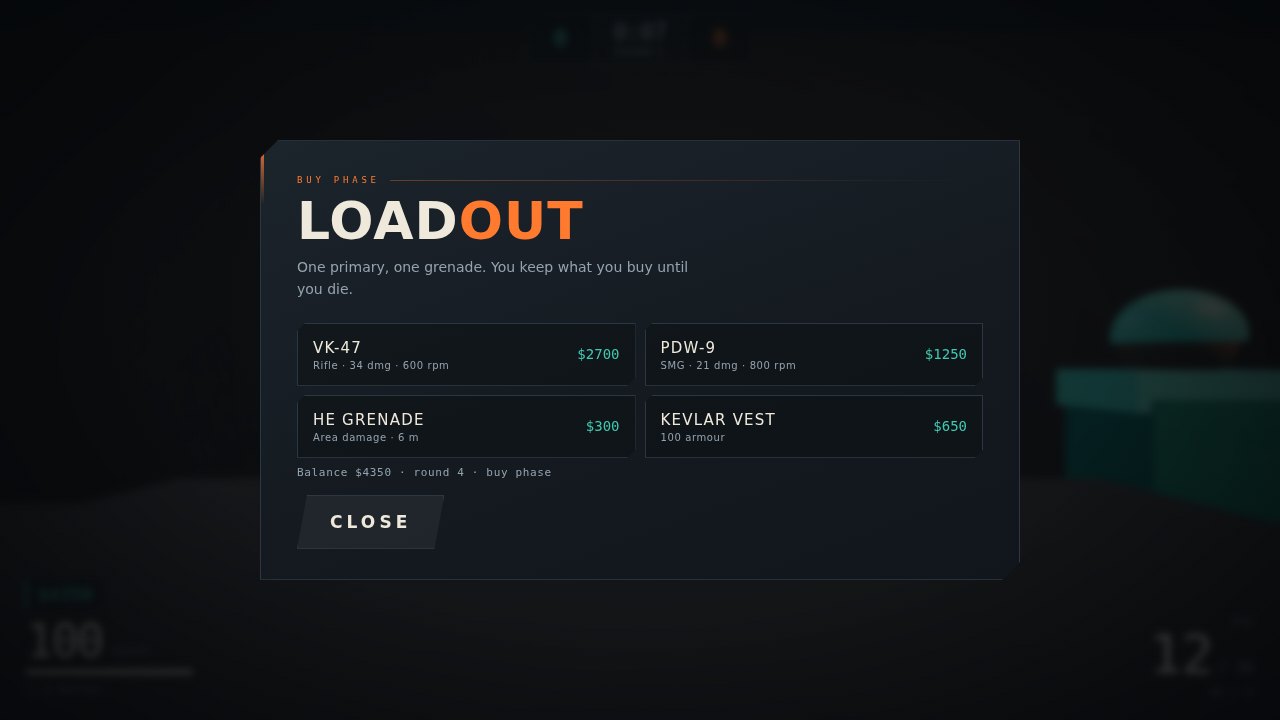 BUY PHASE
LOADOUT
One primary, one grenade. You keep what you buy until
you die.
VK-47
Rifle · 34 dmg · 600 rpm
$2700
PDW-9
SMG · 21 dmg · 800 rpm
$1250
HE GRENADE
Area damage · 6 m
$300
KEVLAR VEST
100 armour
$650
Balance $4350 · round 4 · buy phase
CLOSE
100
12